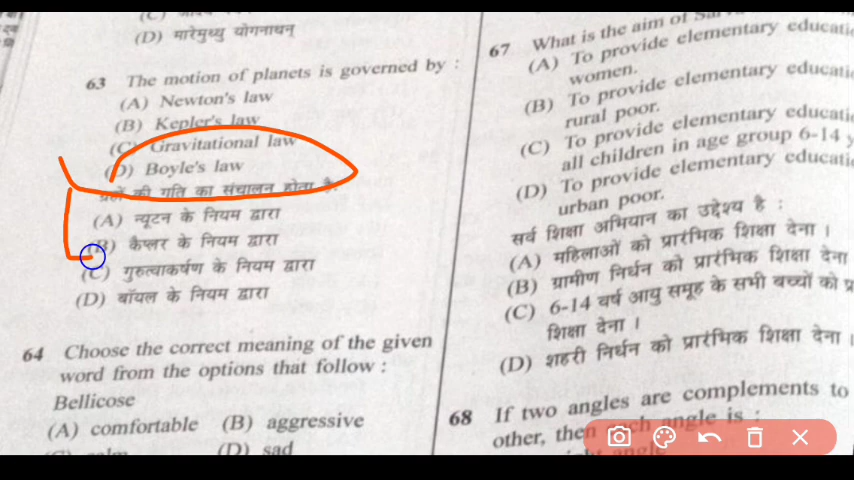 (D) मारेमुथ्थु योगनाथन्
63 The motion of planets is governed by :
(A) Newton's law
(B) Kepler's law
(C) Gravitational law
(D) Boyle's law
ग्रहों की गति का संचालन होता है:
(A) न्यूटन के नियम द्वारा
(B) कैप्लर के नियम द्वारा
(C) गुरुत्वाकर्षण के नियम द्वारा
(D) बॉयल के नियम द्वारा
64 Choose the correct meaning of the given
word from the options that follow :
Bellicose
(A) comfortable (B) aggressive
(D) sad
67 What is the aim of
(A) To provide elementary
women.
(B) To provide elementary
rural poor.
(C) To provide elementary
all children in age group 6-14
(D) To provide elementary
urban poor.
सर्व शिक्षा अभियान का उद्देश्य है :
(A) महिलाओं को प्रारंभिक शिक्षा देना ।
(B) ग्रामीण निर्धन को प्रारंभिक शिक्षा देना
(C) 6-14 वर्ष आयु समूह के सभी बच्चों को
शिक्षा देना ।
(D) शहरी निर्धन को प्रारंभिक शिक्षा देना ।
68 If two angles are complements to
other, then each angle is :
angle